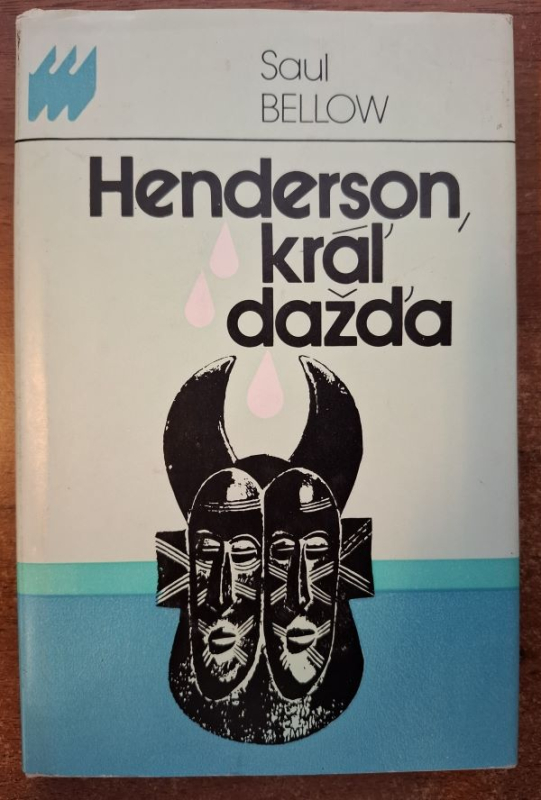 Saul
BELLOW
Henderson,
kráľ
dažďa